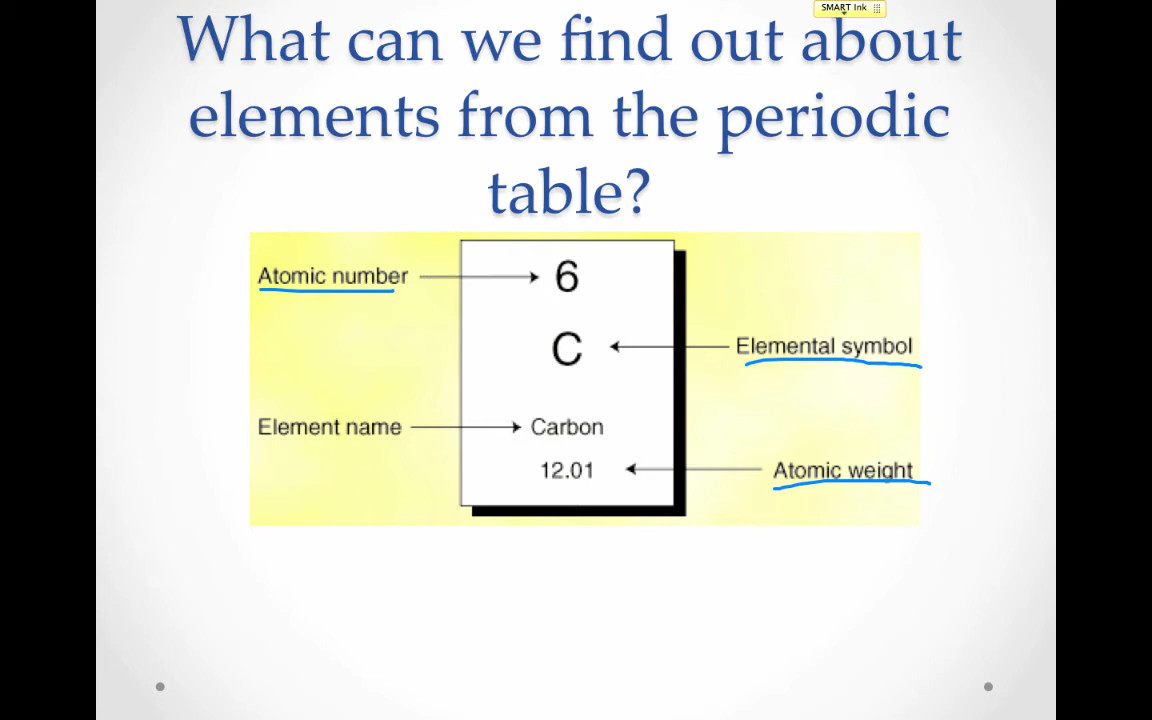 SMART Ink
What can we find out about
elements from the periodic
table?
Atomic number
6
C
Elemental symbol
Element name
Carbon
12.01
Atomic weight